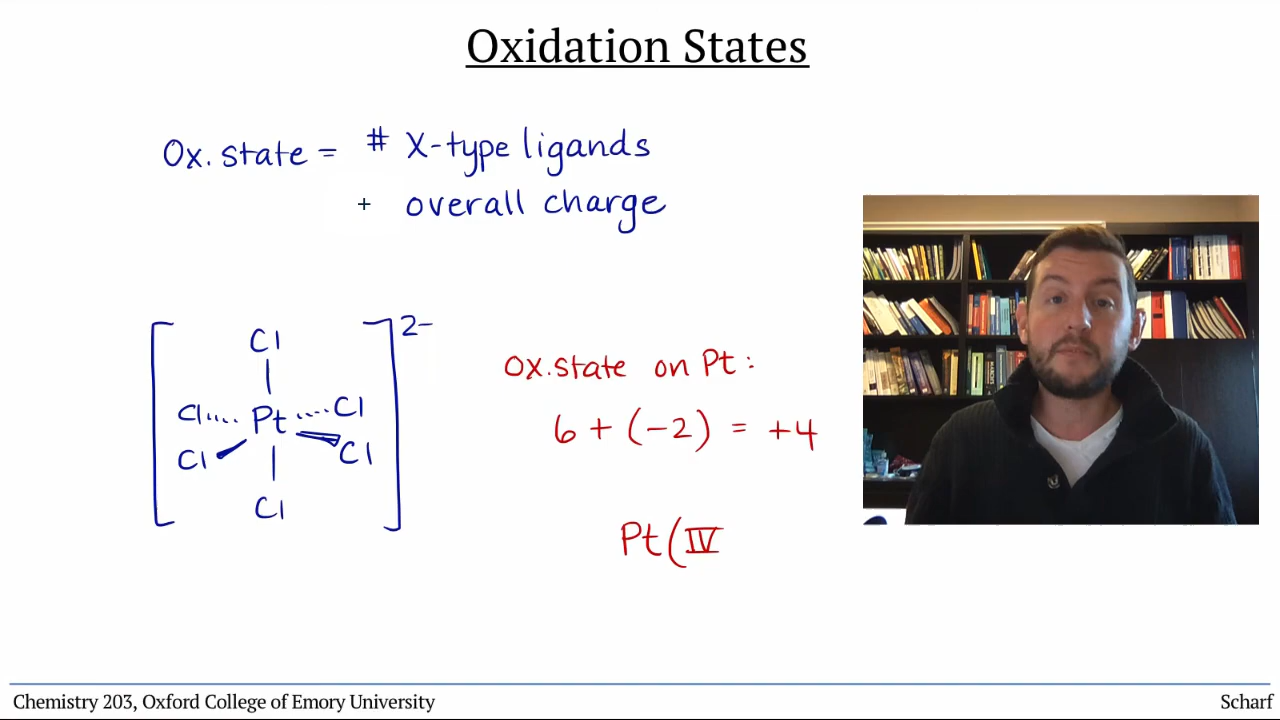 Oxidation States
Ox. state = # X-type ligands
+ overall charge
2-
Cl
Cl Pt Cl
Cl Cl
Cl
Ox.state on Pt:
6 + (-2) = +4
Pt(IV
Chemistry 203, Oxford College of Emory University
Scharf